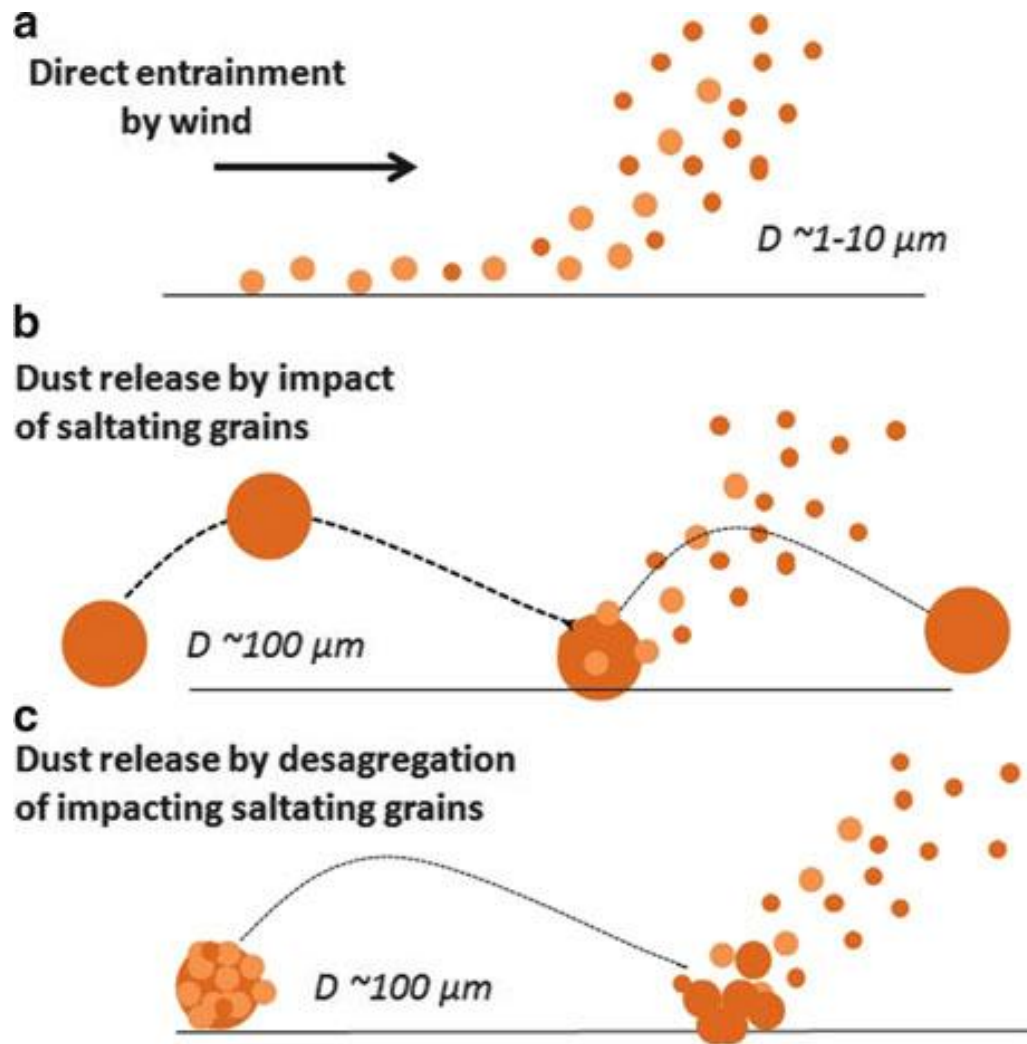 a
Direct entrainment
by wind
D ~1-10 µm
b
Dust release by impact
of saltating grains
D ~100 µm
c
Dust release by desagregation
of impacting saltating grains
D ~100 µm